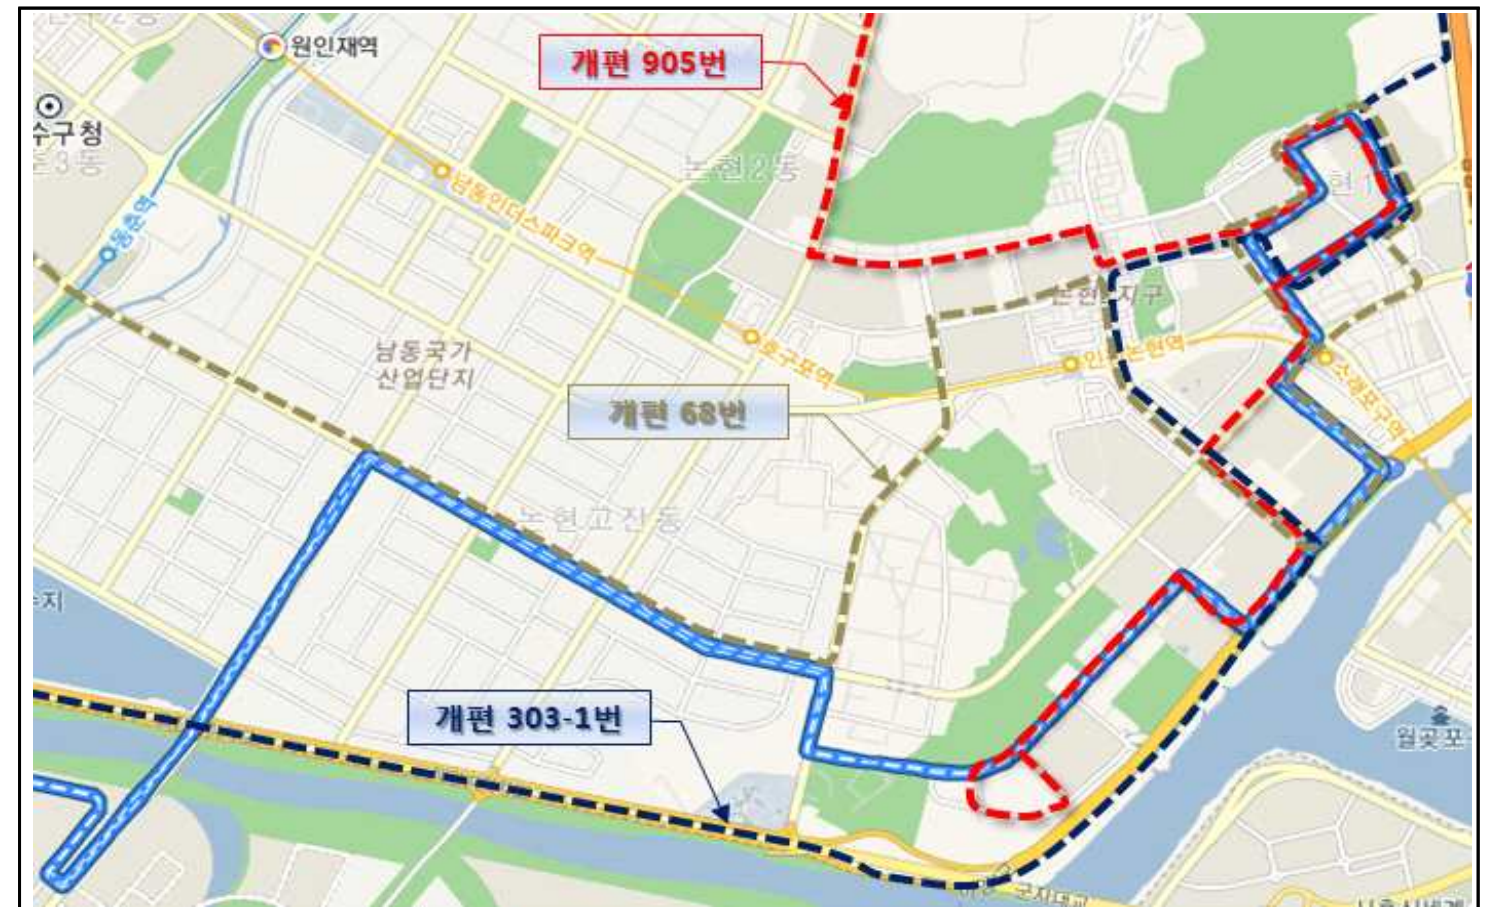 원인재역
개편 905번
수구청
논현2동
남동인더스파크역
동춘역
현1
논현지구
호구포역
인천논현역
소래포구역
남동국가
산업단지
개편 68번
논현고잔동
개편 303-1번
월곶포